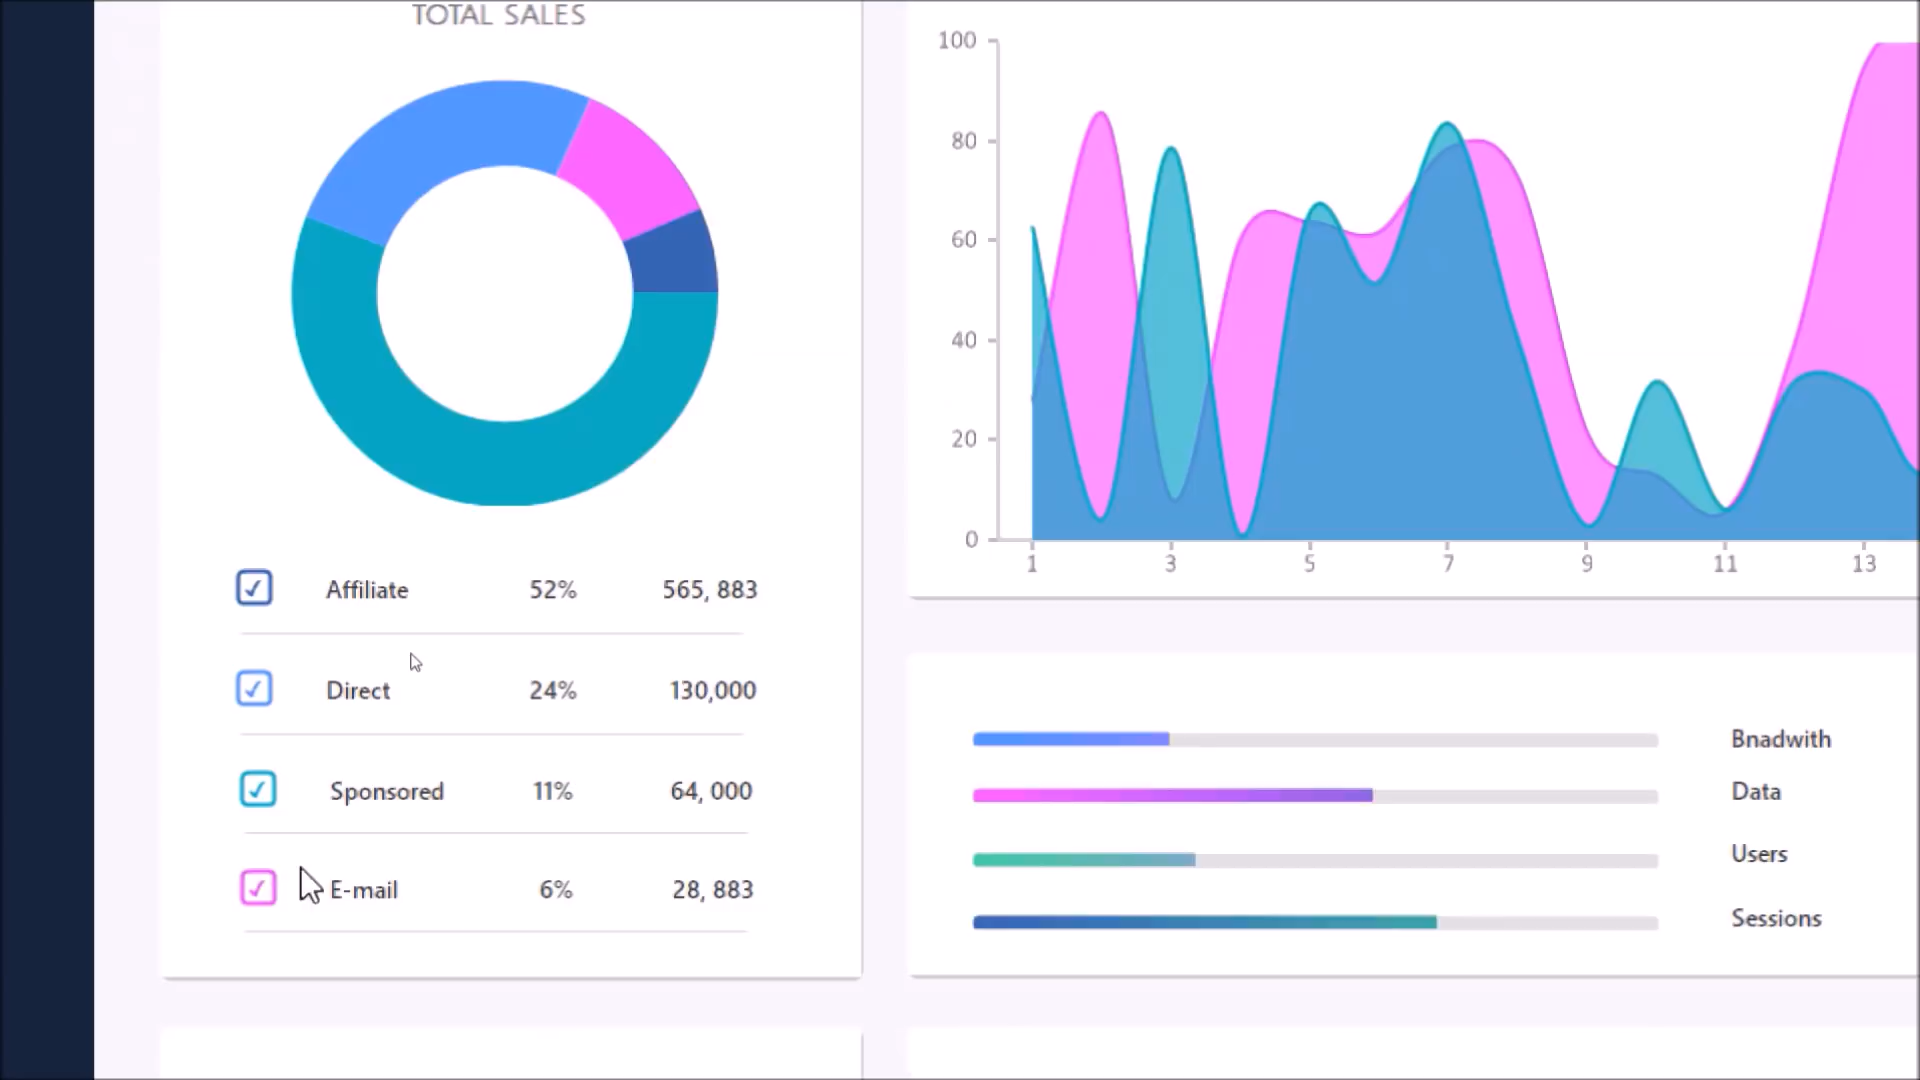 TOTAL SALES
Affiliate 52% 565, 883
Direct 24% 130,000
Sponsored 11% 64, 000
E-mail 6% 28, 883
100
80
60
40
20
0
1 3 5 7 9 11 13
Bnadwith
Data
Users
Sessions